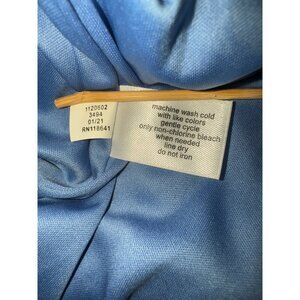 1120602
3494
01/21
RN118641
machine wash cold
with like colors
gentle cycle
only non-chlorine bleach
when needed
line dry
do not iron